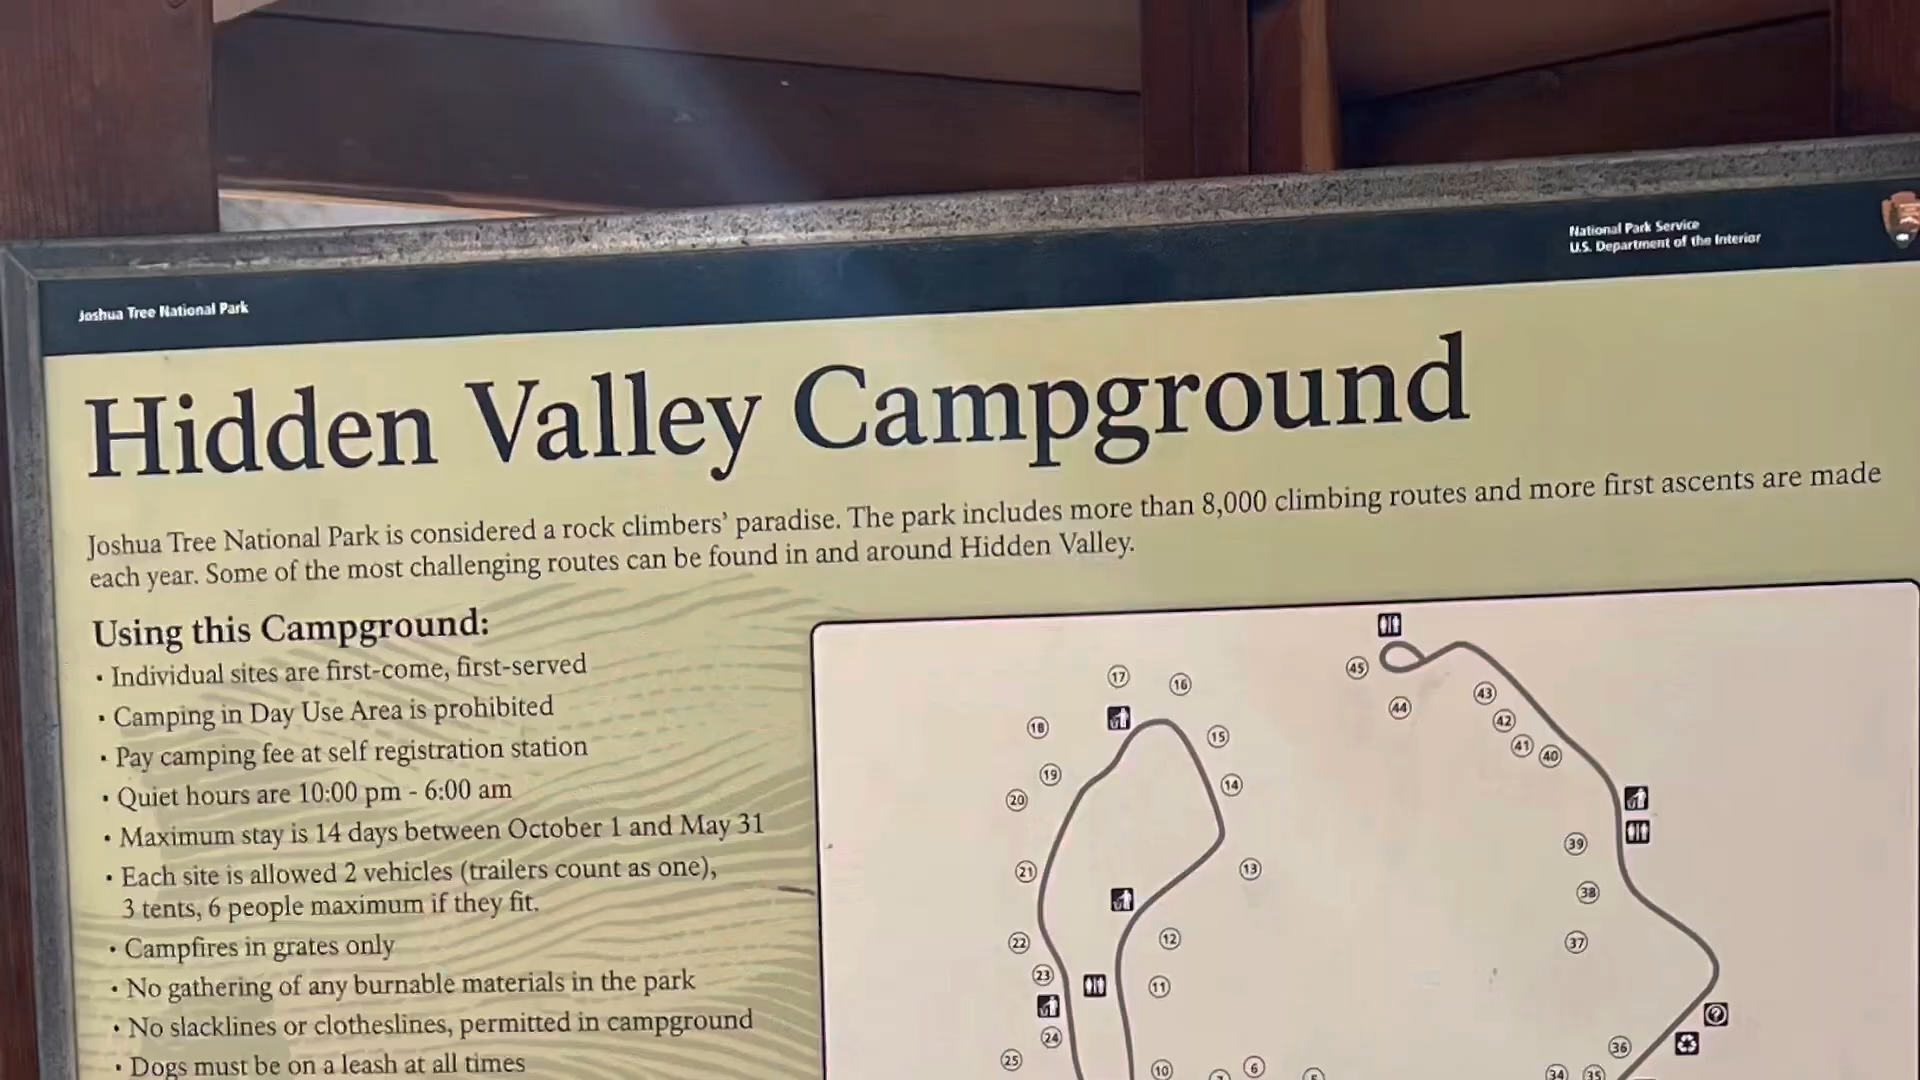 National Park Service
U.S. Department of the Interior
Joshua Tree National Park
Hidden Valley Campground
Joshua Tree National Park is considered a rock climbers’ paradise. The park includes more than 8,000 climbing routes and more first ascents are made
each year. Some of the most challenging routes can be found in and around Hidden Valley.
Using this Campground:
· Individual sites are first-come, first-served
· Camping in Day Use Area is prohibited
· Pay camping fee at self registration station
· Quiet hours are 10:00 pm - 6:00 am
· Maximum stay is 14 days between October 1 and May 31
· Each site is allowed 2 vehicles (trailers count as one),
3 tents, 6 people maximum if they fit.
· Campfires in grates only
· No gathering of any burnable materials in the park
· No slacklines or clotheslines, permitted in campground
· Dogs must be on a leash at all times
17
16
18
15
19
14
20
21
13
22
12
23
11
24
25
10
6
45
44
43
42
41
40
39
38
37
?
36
34
35